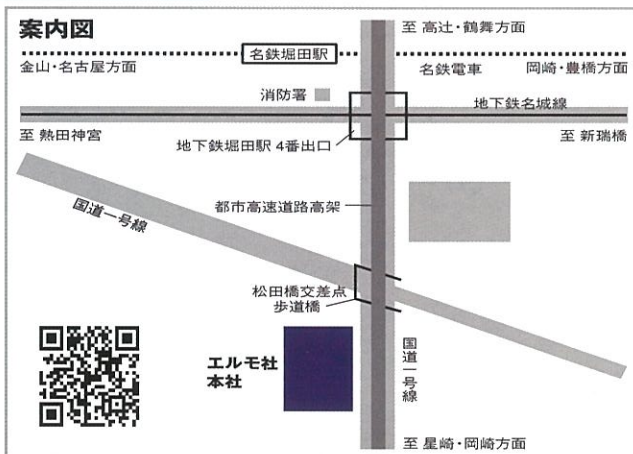 案内図
至 高辻・鶴舞方面
名鉄堀田駅
金山・名古屋方面
名鉄電車
岡崎・豊橋方面
消防署
地下鉄名城線
至 熱田神宮
地下鉄堀田駅 4番出口
至 新瑞橋
国道一号線
都市高速道路高架
松田橋交差点
歩道橋
エルモ社
本社
国道一号線
至 星崎・岡崎方面